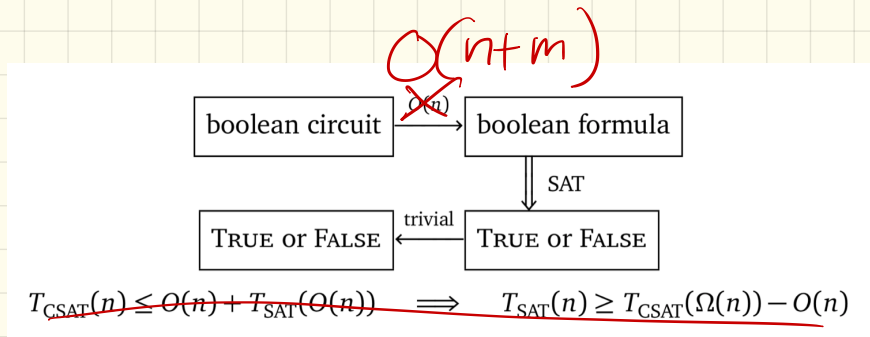 O(n+m)
O(n)
boolean circuit boolean formula
SAT
trivial
TRUE or FALSE TRUE or FALSE
T_CSAT(n) ≤ O(n) + T_SAT(O(n)) ⟹ T_SAT(n) ≥ T_CSAT(Ω(n)) − O(n)